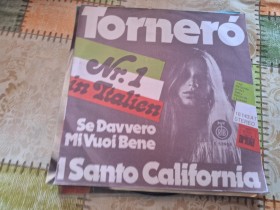 Torneró
Nr. 1
in Italien
Se Davvero
Mi Vuoi Bene
I Santo California